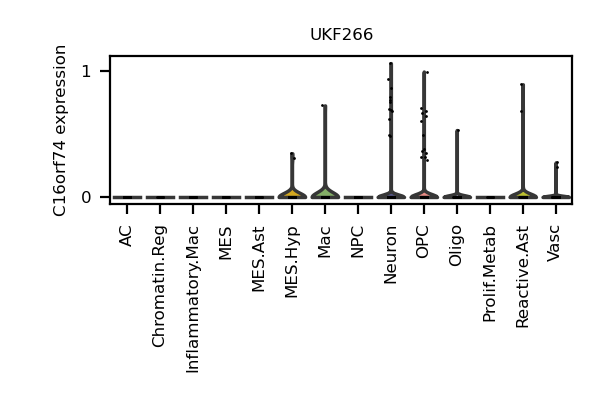 UKF266
C16orf74 expression
1
0
AC
Chromatin.Reg
Inflammatory.Mac
MES
MES.Ast
MES.Hyp
Mac
NPC
Neuron
OPC
Oligo
Prolif.Metab
Reactive.Ast
Vasc